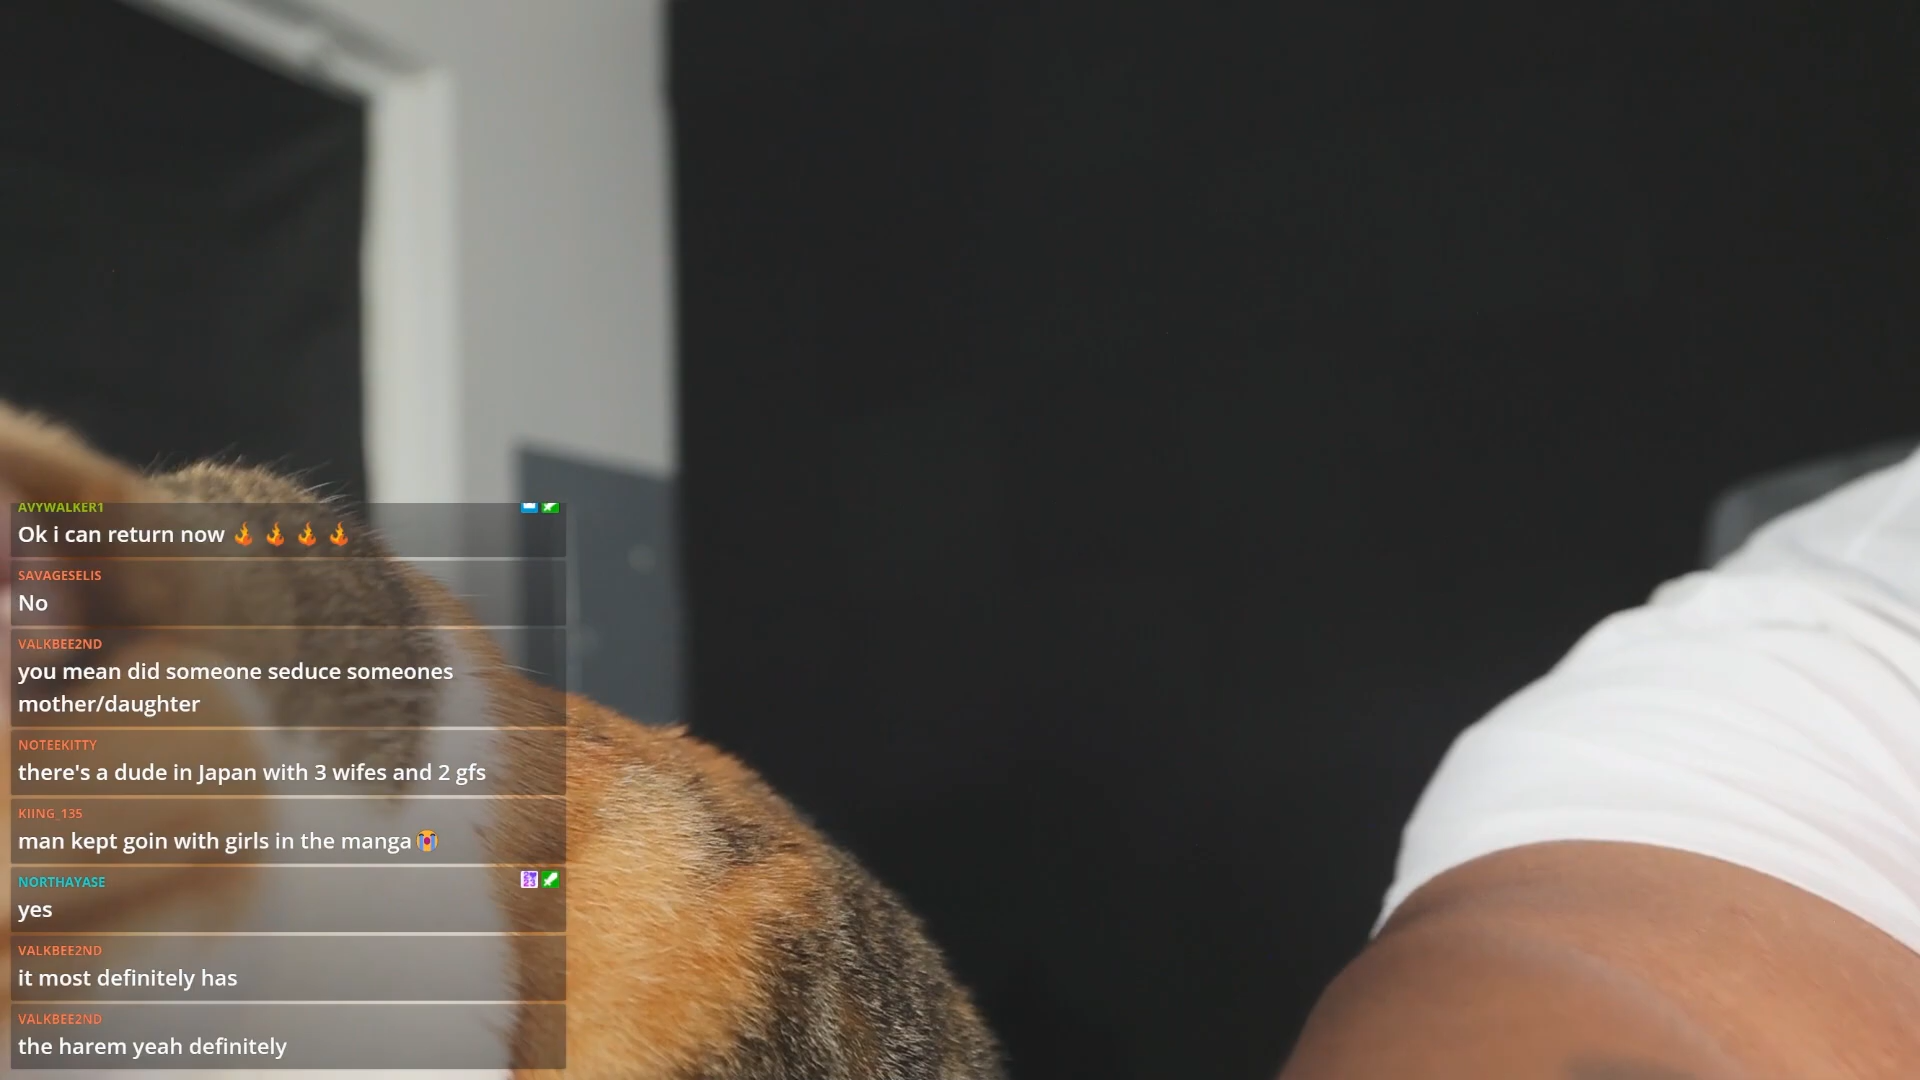 AVYWALKER1
Ok i can return now 🔥 🔥 🔥 🔥
SAVAGESELIS
No
VALKBEE2ND
you mean did someone seduce someones
mother/daughter
NOTEEKITTY
there's a dude in Japan with 3 wifes and 2 gfs
KIING_135
man kept goin with girls in the manga😭
NORTHAYASE
yes
VALKBEE2ND
it most definitely has
VALKBEE2ND
the harem yeah definitely